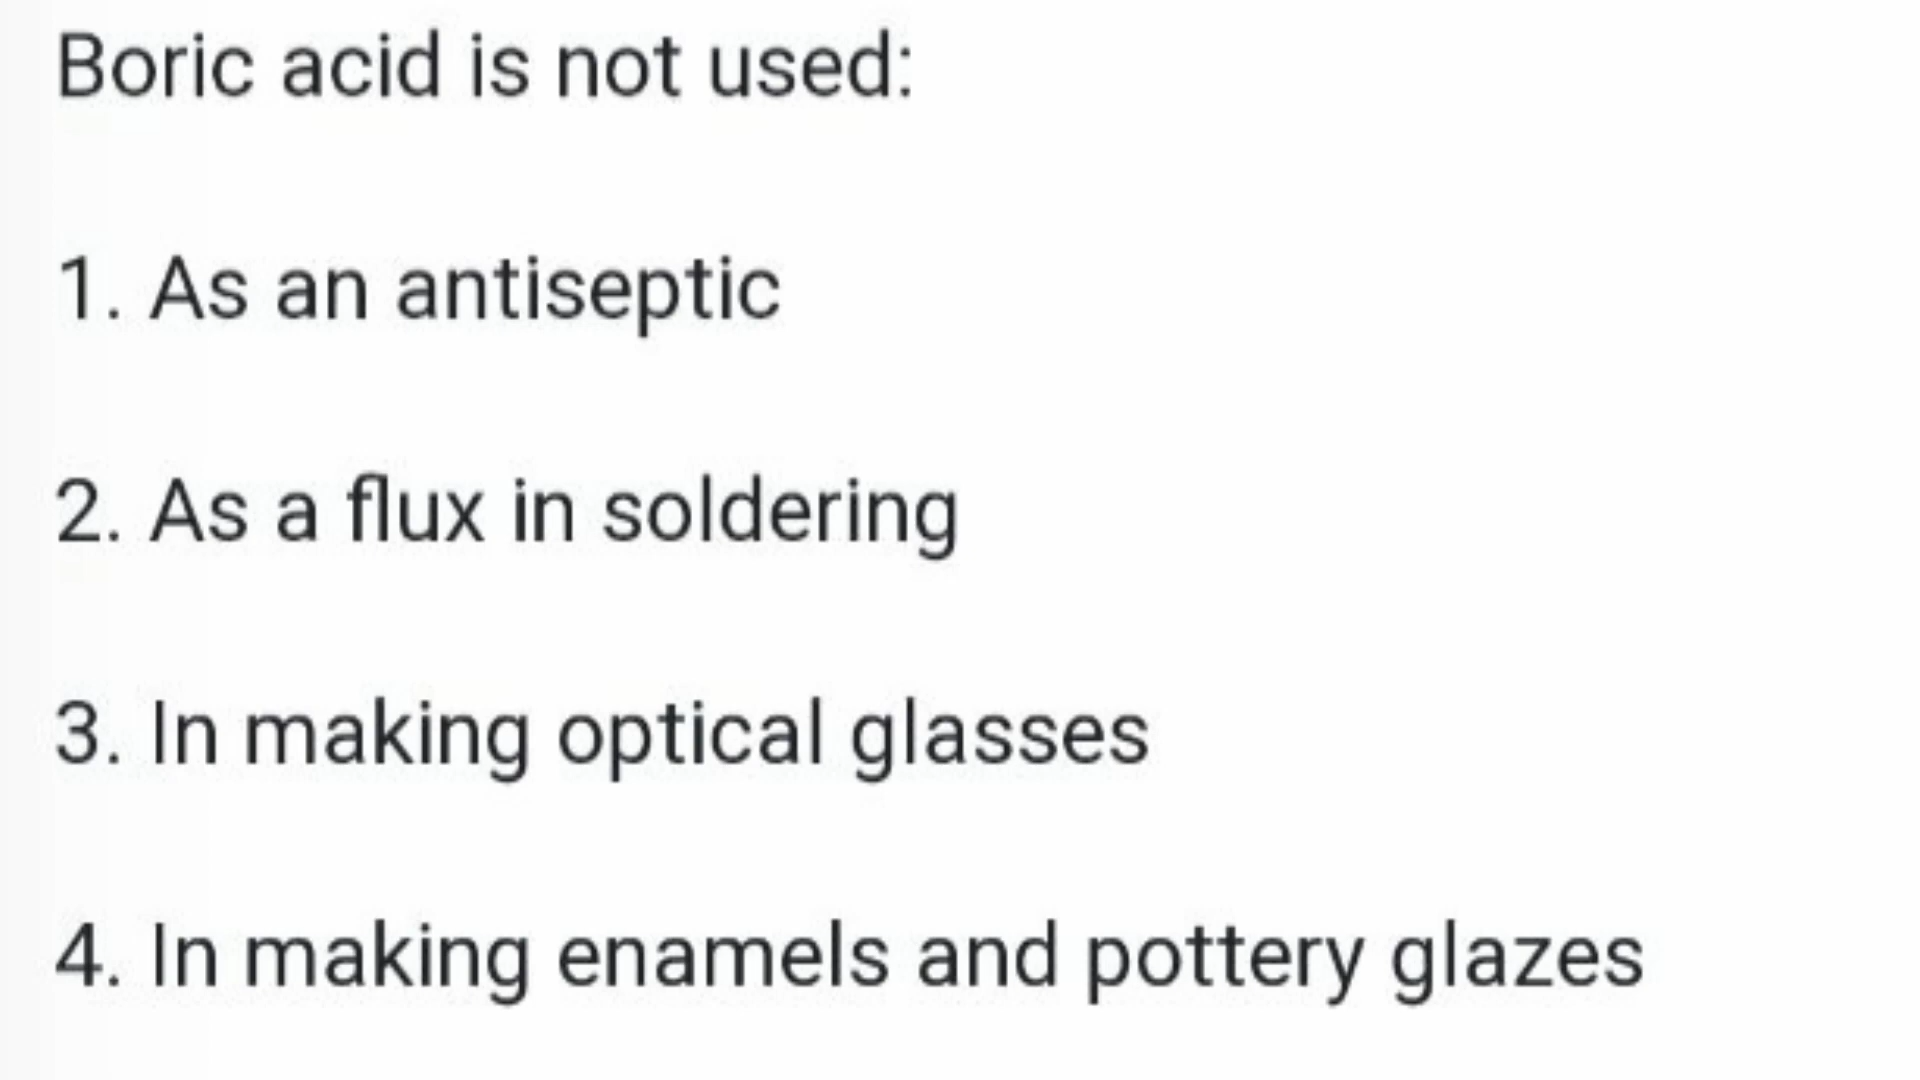 Boric acid is not used:
1. As an antiseptic
2. As a flux in soldering
3. In making optical glasses
4. In making enamels and pottery glazes